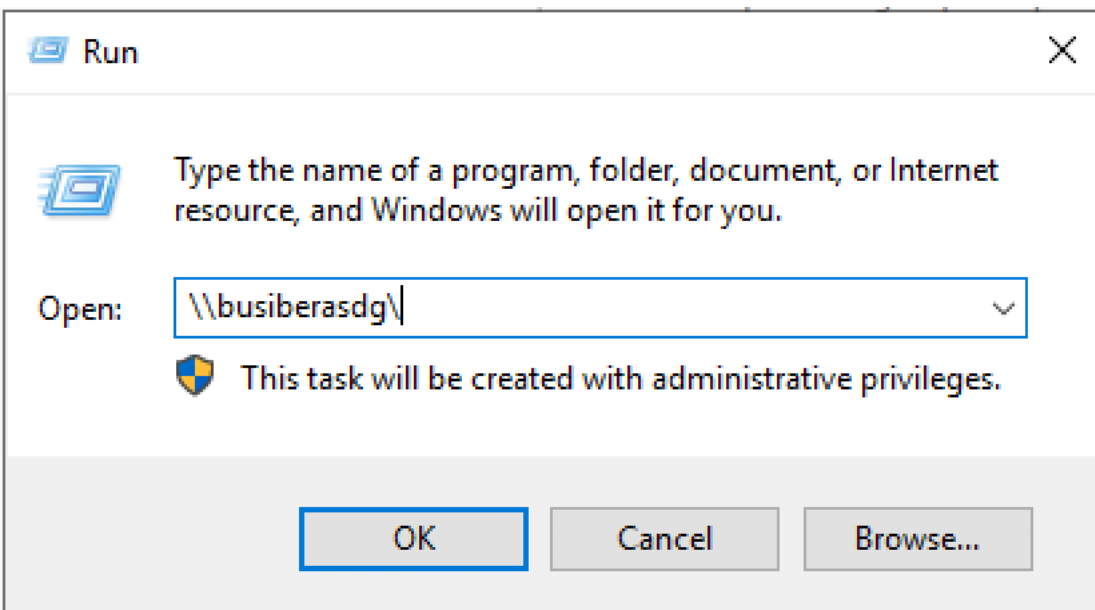 Run
Type the name of a program, folder, document, or Internet
resource, and Windows will open it for you.
Open: \\busiberasdg\
This task will be created with administrative privileges.
OK Cancel Browse...